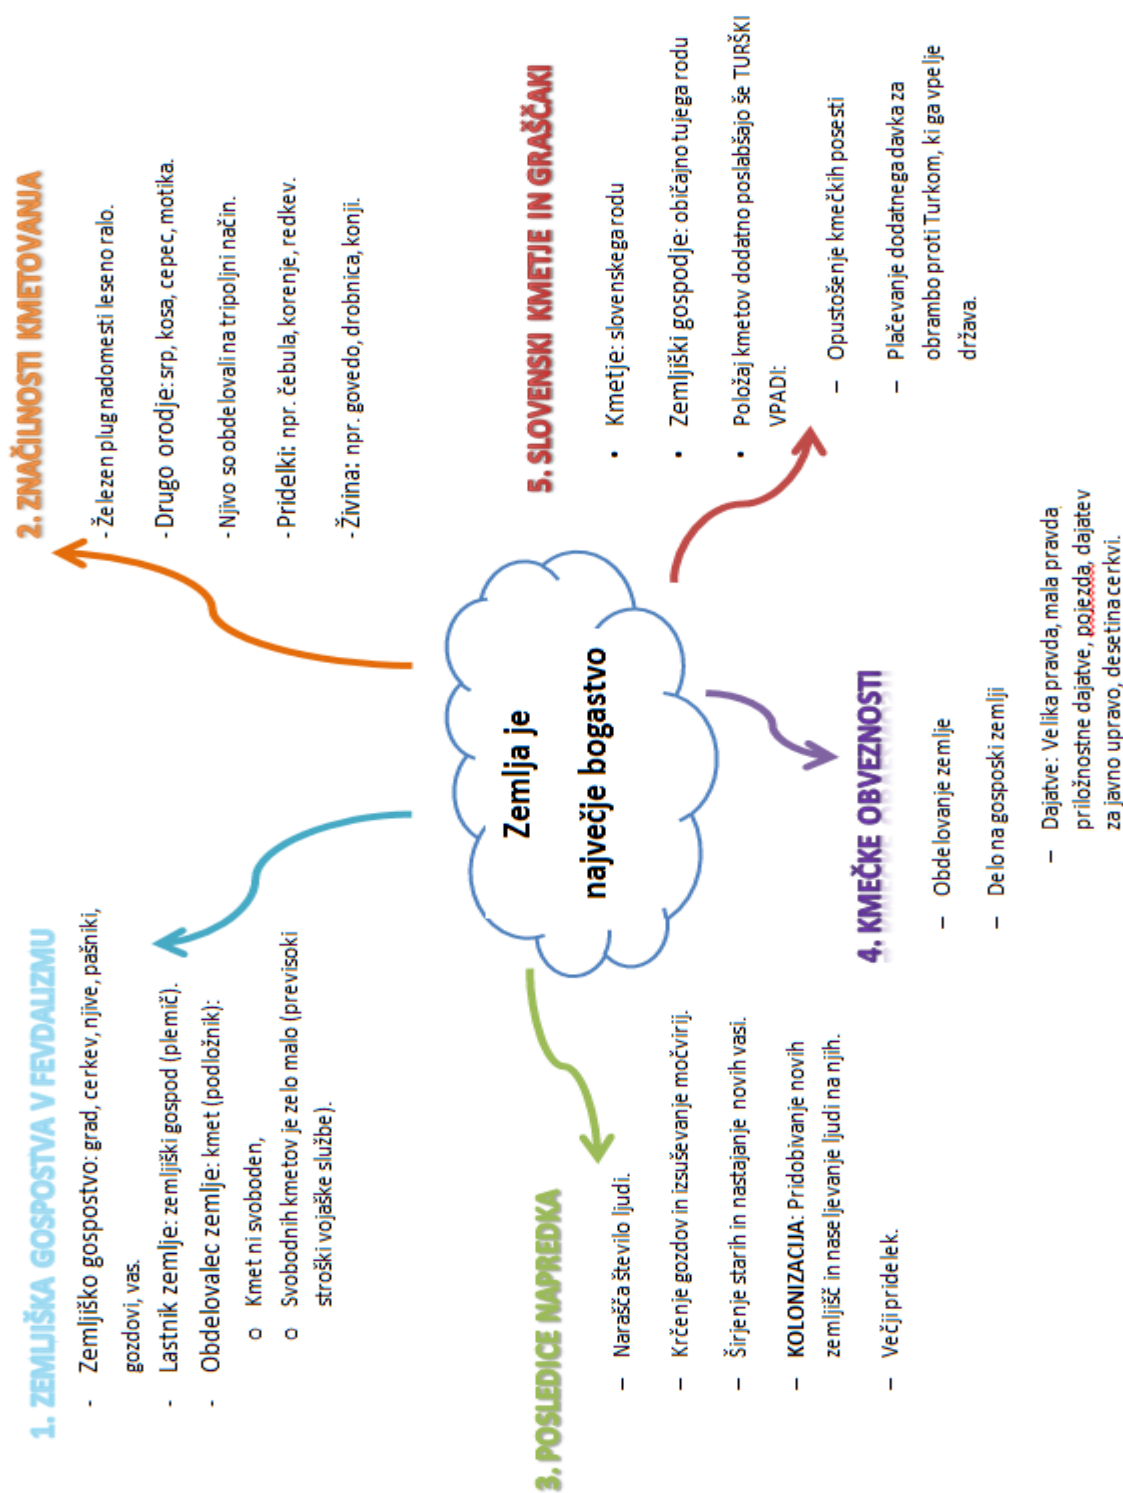 1. ZEMLJIŠKA GOSPOSTVA V FEVDALIZMU
- Zemljiško gospostvo: grad, cerkev, njive, pašniki,
gozdovi, vas.
- Lastnik zemlje: zemljiški gospod (plemič).
- Obdelovalec zemlje: kmet (podložnik):
o Kmet ni svoboden,
o Svobodnih kmetov je zelo malo (previsoki
stroški vojaške službe).
2. ZNAČILNOSTI KMETOVANJA
- Železen plug nadomesti leseno ralo.
- Drugo orodje: srp, kosa, cepec, motika.
- Njivo so obdelovali na tripoljni način.
- Pridelki: npr. čebula, korenje, redkev.
- Živina: npr. govedo, drobnica, konji.
Zemlja je
največje bogastvo
3. POSLEDICE NAPREDKA
– Narašča število ljudi.
– Krčenje gozdov in izsuševanje močvirij.
– Širjenje starih in nastajanje novih vasi.
– KOLONIZACIJA: Pridobivanje novih
zemljišč in naseljevanje ljudi na njih.
– Večji pridelek.
4. KMEČKE OBVEZNOSTI
– Obdelovanje zemlje
– Delo na gosposki zemlji
– Dajatve: Velika pravda, mala pravda,
priložnostne dajatve, pojezda, dajatev
za javno upravo, desetina cerkvi.
5. SLOVENSKI KMETJE IN GRAŠČAKI
• Kmetje: slovenskega rodu
• Zemljiški gospodje: običajno tujega rodu
• Položaj kmetov dodatno poslabšajo še TURŠKI
VPADI:
– Opustošenje kmečkih posesti
– Plačevanje dodatnega davka za
obrambo proti Turkom, ki ga vpelje
država.